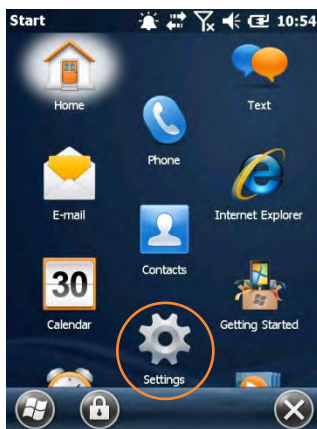 Start 10:54
Home
Text
Phone
E-mail
Internet Explorer
Contacts
30
Calendar
Getting Started
Settings